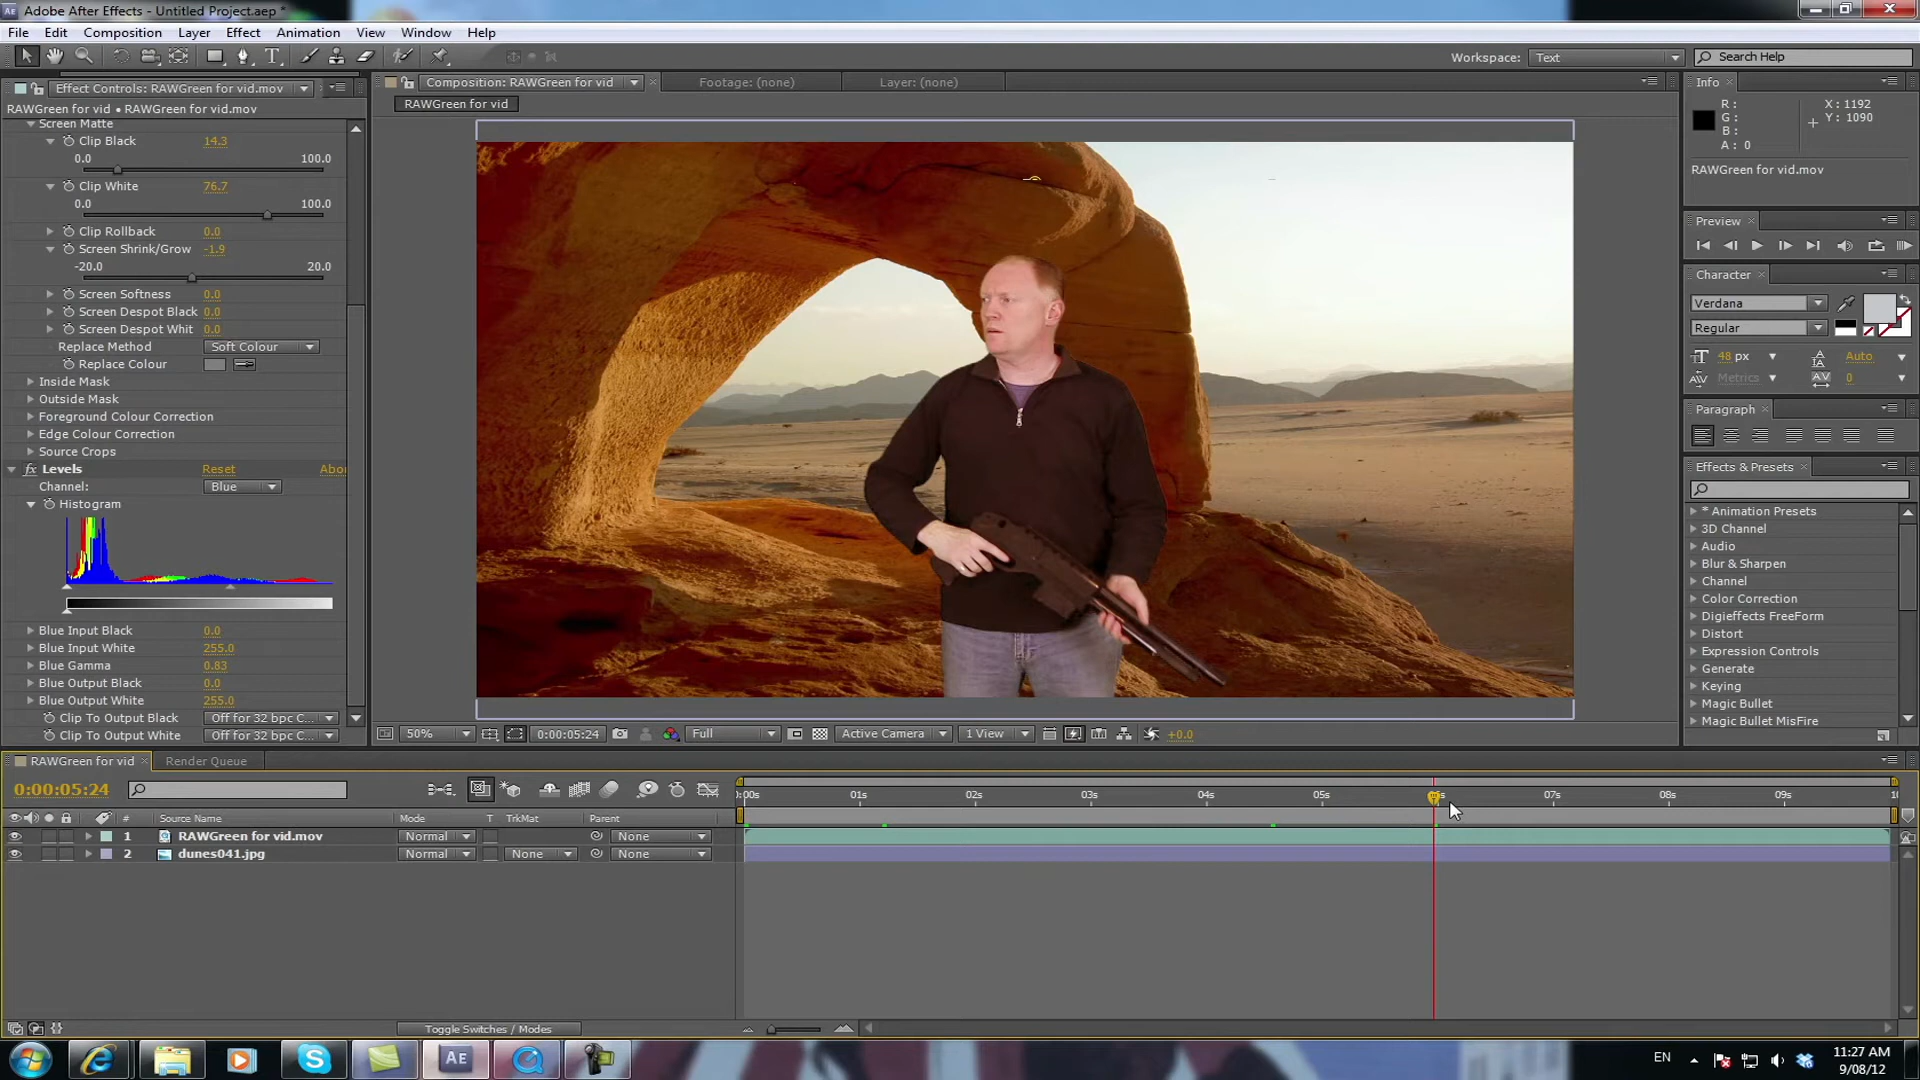 Adobe After Effects - Untitled Project.aep *
File Edit Composition Layer Effect Animation View Window Help
Workspace: Text Search Help
Effect Controls: RAWGreen for vid.mov
RAWGreen for vid • RAWGreen for vid.mov
Screen Matte
Clip Black 14.3
0.0 100.0
Clip White 76.7
0.0 100.0
Clip Rollback 0.0
Screen Shrink/Grow -1.9
-20.0 20.0
Screen Softness 0.0
Screen Despot Black 0.0
Screen Despot Whit 0.0
Replace Method Soft Colour
Replace Colour
Inside Mask
Outside Mask
Foreground Colour Correction
Edge Colour Correction
Source Crops
fx Levels Reset Abo
Channel: Blue
Histogram
Blue Input Black 0.0
Blue Input White 255.0
Blue Gamma 0.83
Blue Output Black 0.0
Blue Output White 255.0
Clip To Output Black Off for 32 bpc C...
Clip To Output White Off for 32 bpc C...
Composition: RAWGreen for vid Footage: (none) Layer: (none)
RAWGreen for vid
50% 0:00:05:24 Full Active Camera 1 View +0.0
Info
R: X: 1192
G: Y: 1090
B:
A: 0
RAWGreen for vid.mov
Preview
Character
Verdana
Regular
48 px Auto
Metrics 0
Paragraph
Effects & Presets
* Animation Presets
3D Channel
Audio
Blur & Sharpen
Channel
Color Correction
Digieffects FreeForm
Distort
Expression Controls
Generate
Keying
Magic Bullet
Magic Bullet MisFire
RAWGreen for vid Render Queue
0:00:05:24
:00s 01s 02s 03s 04s 05s 07s 08s 09s 10
# Source Name Mode T TrkMat Parent
1 RAWGreen for vid.mov Normal None
2 dunes041.jpg Normal None None
Toggle Switches / Modes
Ae
EN
11:27 AM
9/08/12